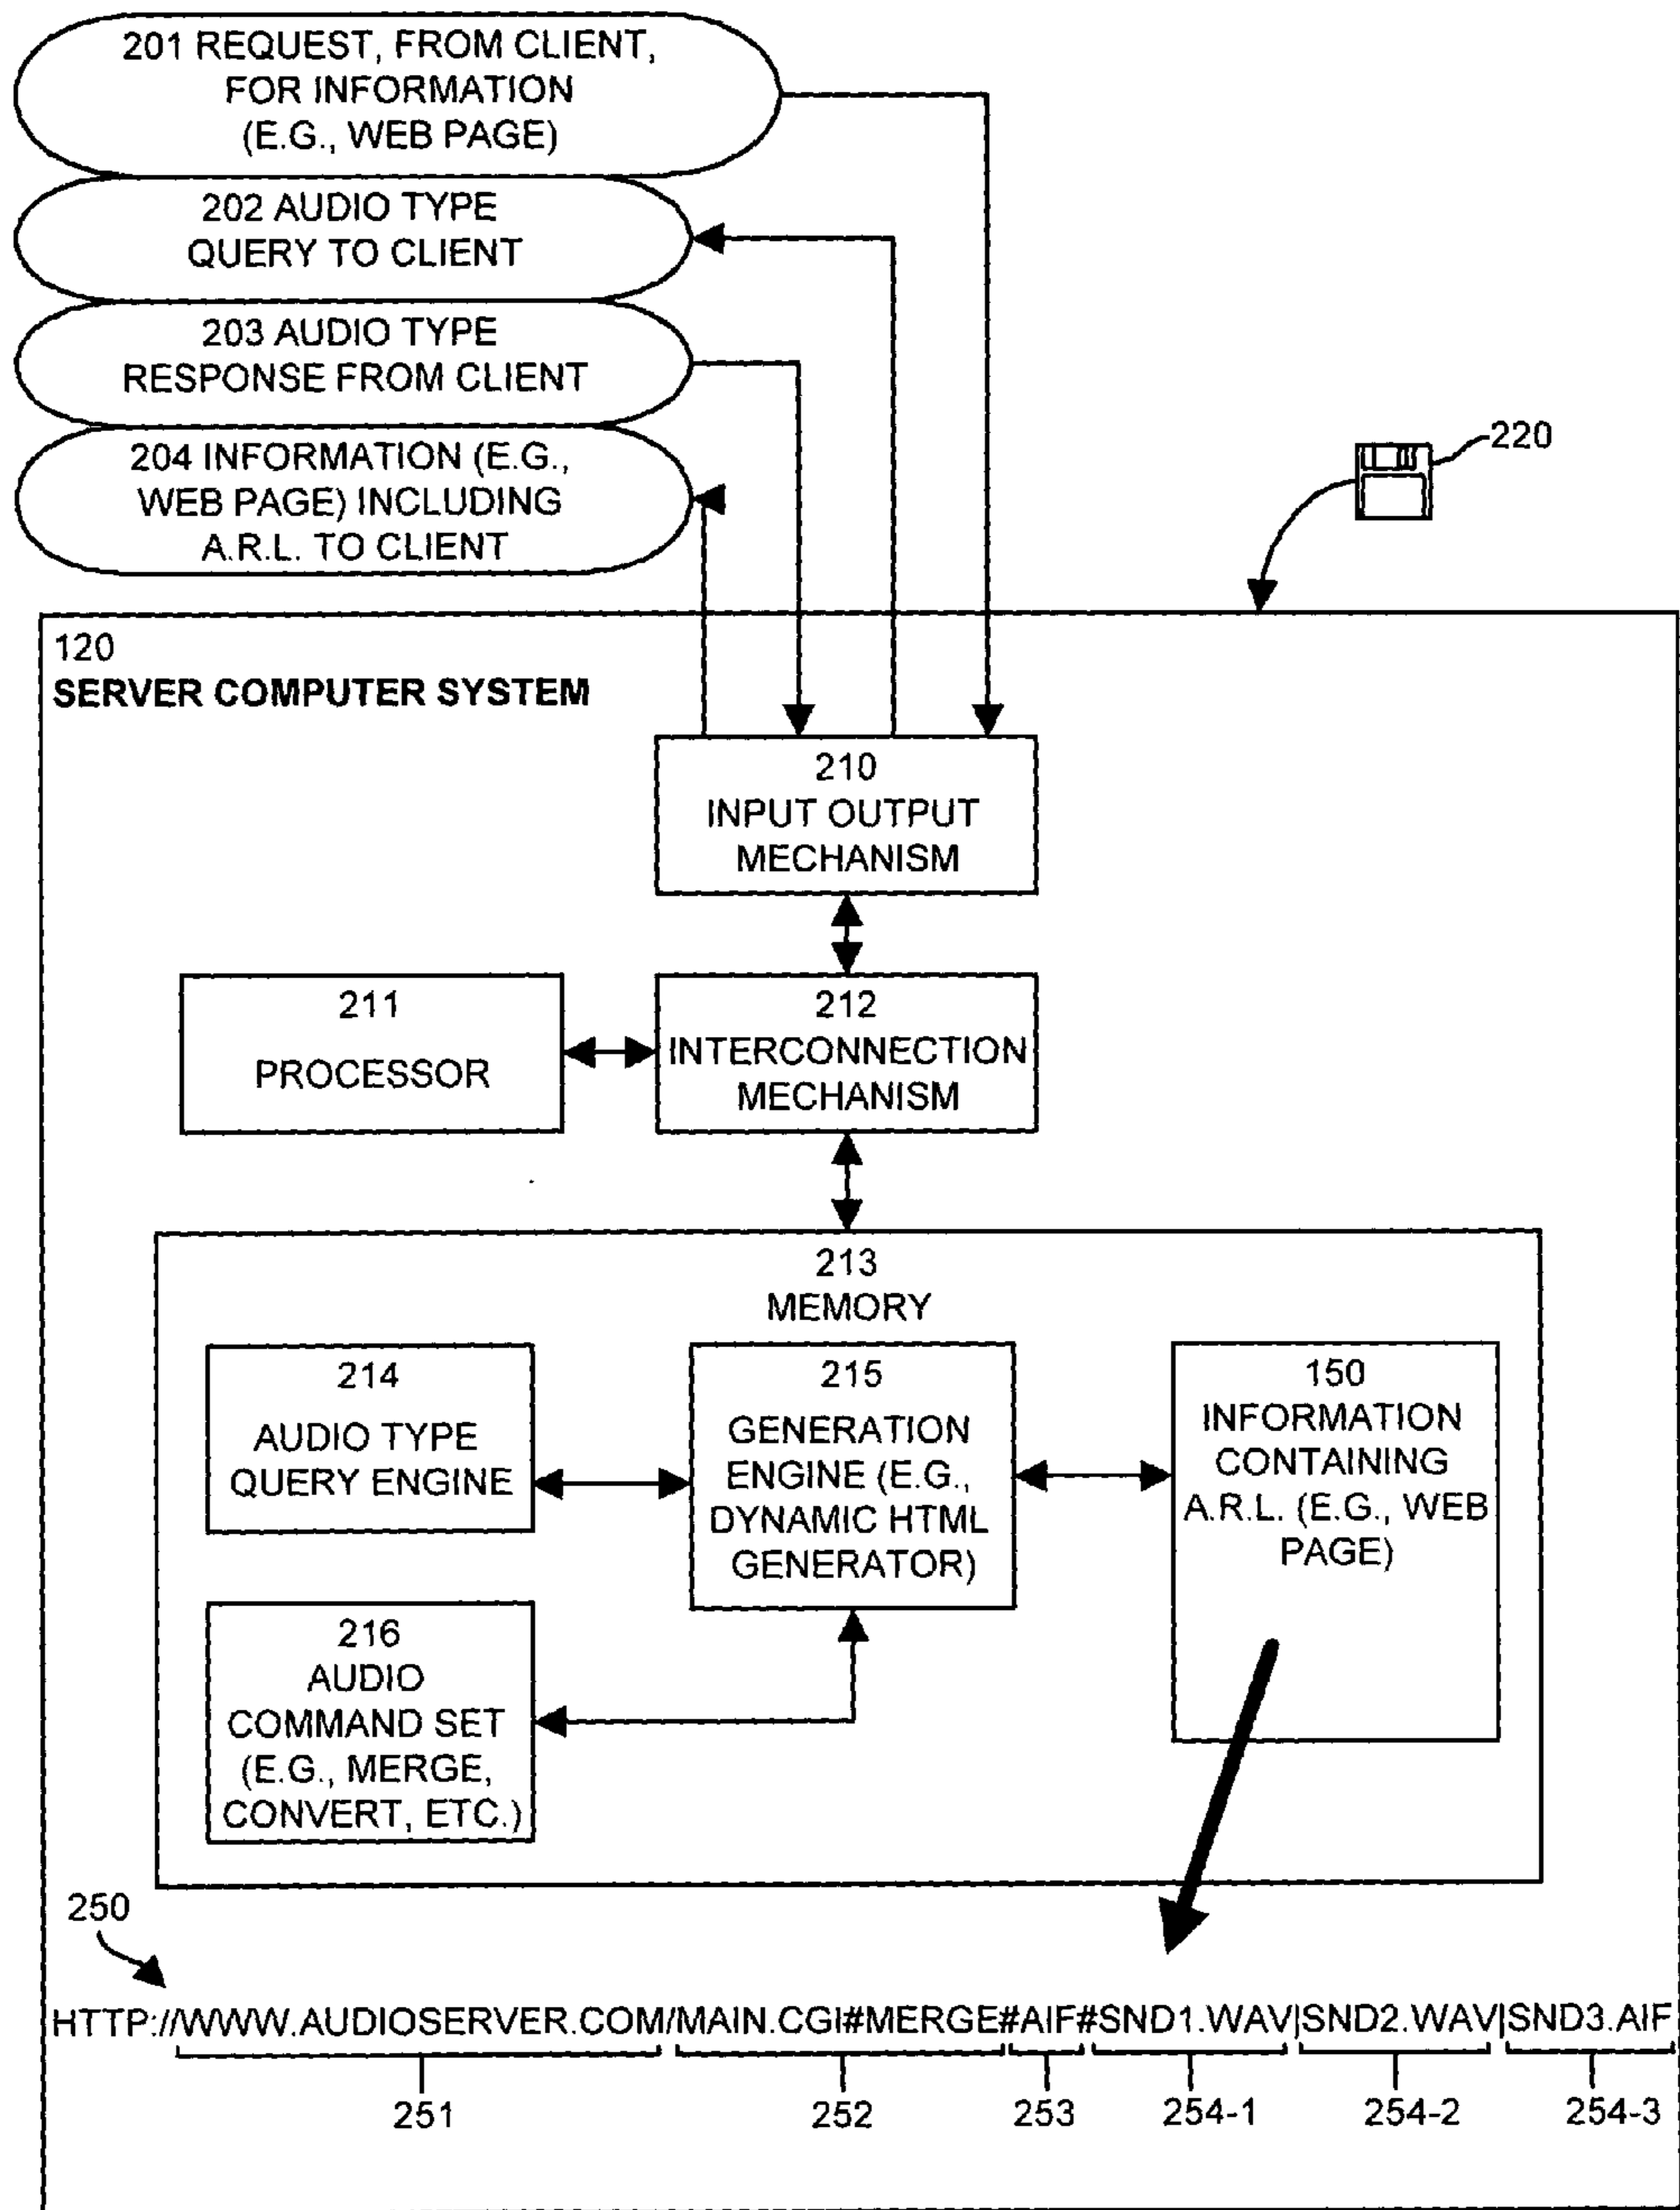 201 REQUEST, FROM CLIENT,
FOR INFORMATION
(E.G., WEB PAGE)
202 AUDIO TYPE
QUERY TO CLIENT
203 AUDIO TYPE
RESPONSE FROM CLIENT
204 INFORMATION (E.G.,
WEB PAGE) INCLUDING
A.R.L. TO CLIENT
220
120
SERVER COMPUTER SYSTEM
210
INPUT OUTPUT
MECHANISM
211
PROCESSOR
212
INTERCONNECTION
MECHANISM
213
MEMORY
214
AUDIO TYPE
QUERY ENGINE
215
GENERATION
ENGINE (E.G.,
DYNAMIC HTML
GENERATOR)
150
INFORMATION
CONTAINING
A.R.L. (E.G., WEB
PAGE)
216
AUDIO
COMMAND SET
(E.G., MERGE,
CONVERT, ETC.)
250
HTTP://WWW.AUDIOSERVER.COM/MAIN.CGI#MERGE#AIF#SND1.WAV|SND2.WAV|SND3.AIF
251 252 253 254-1 254-2 254-3